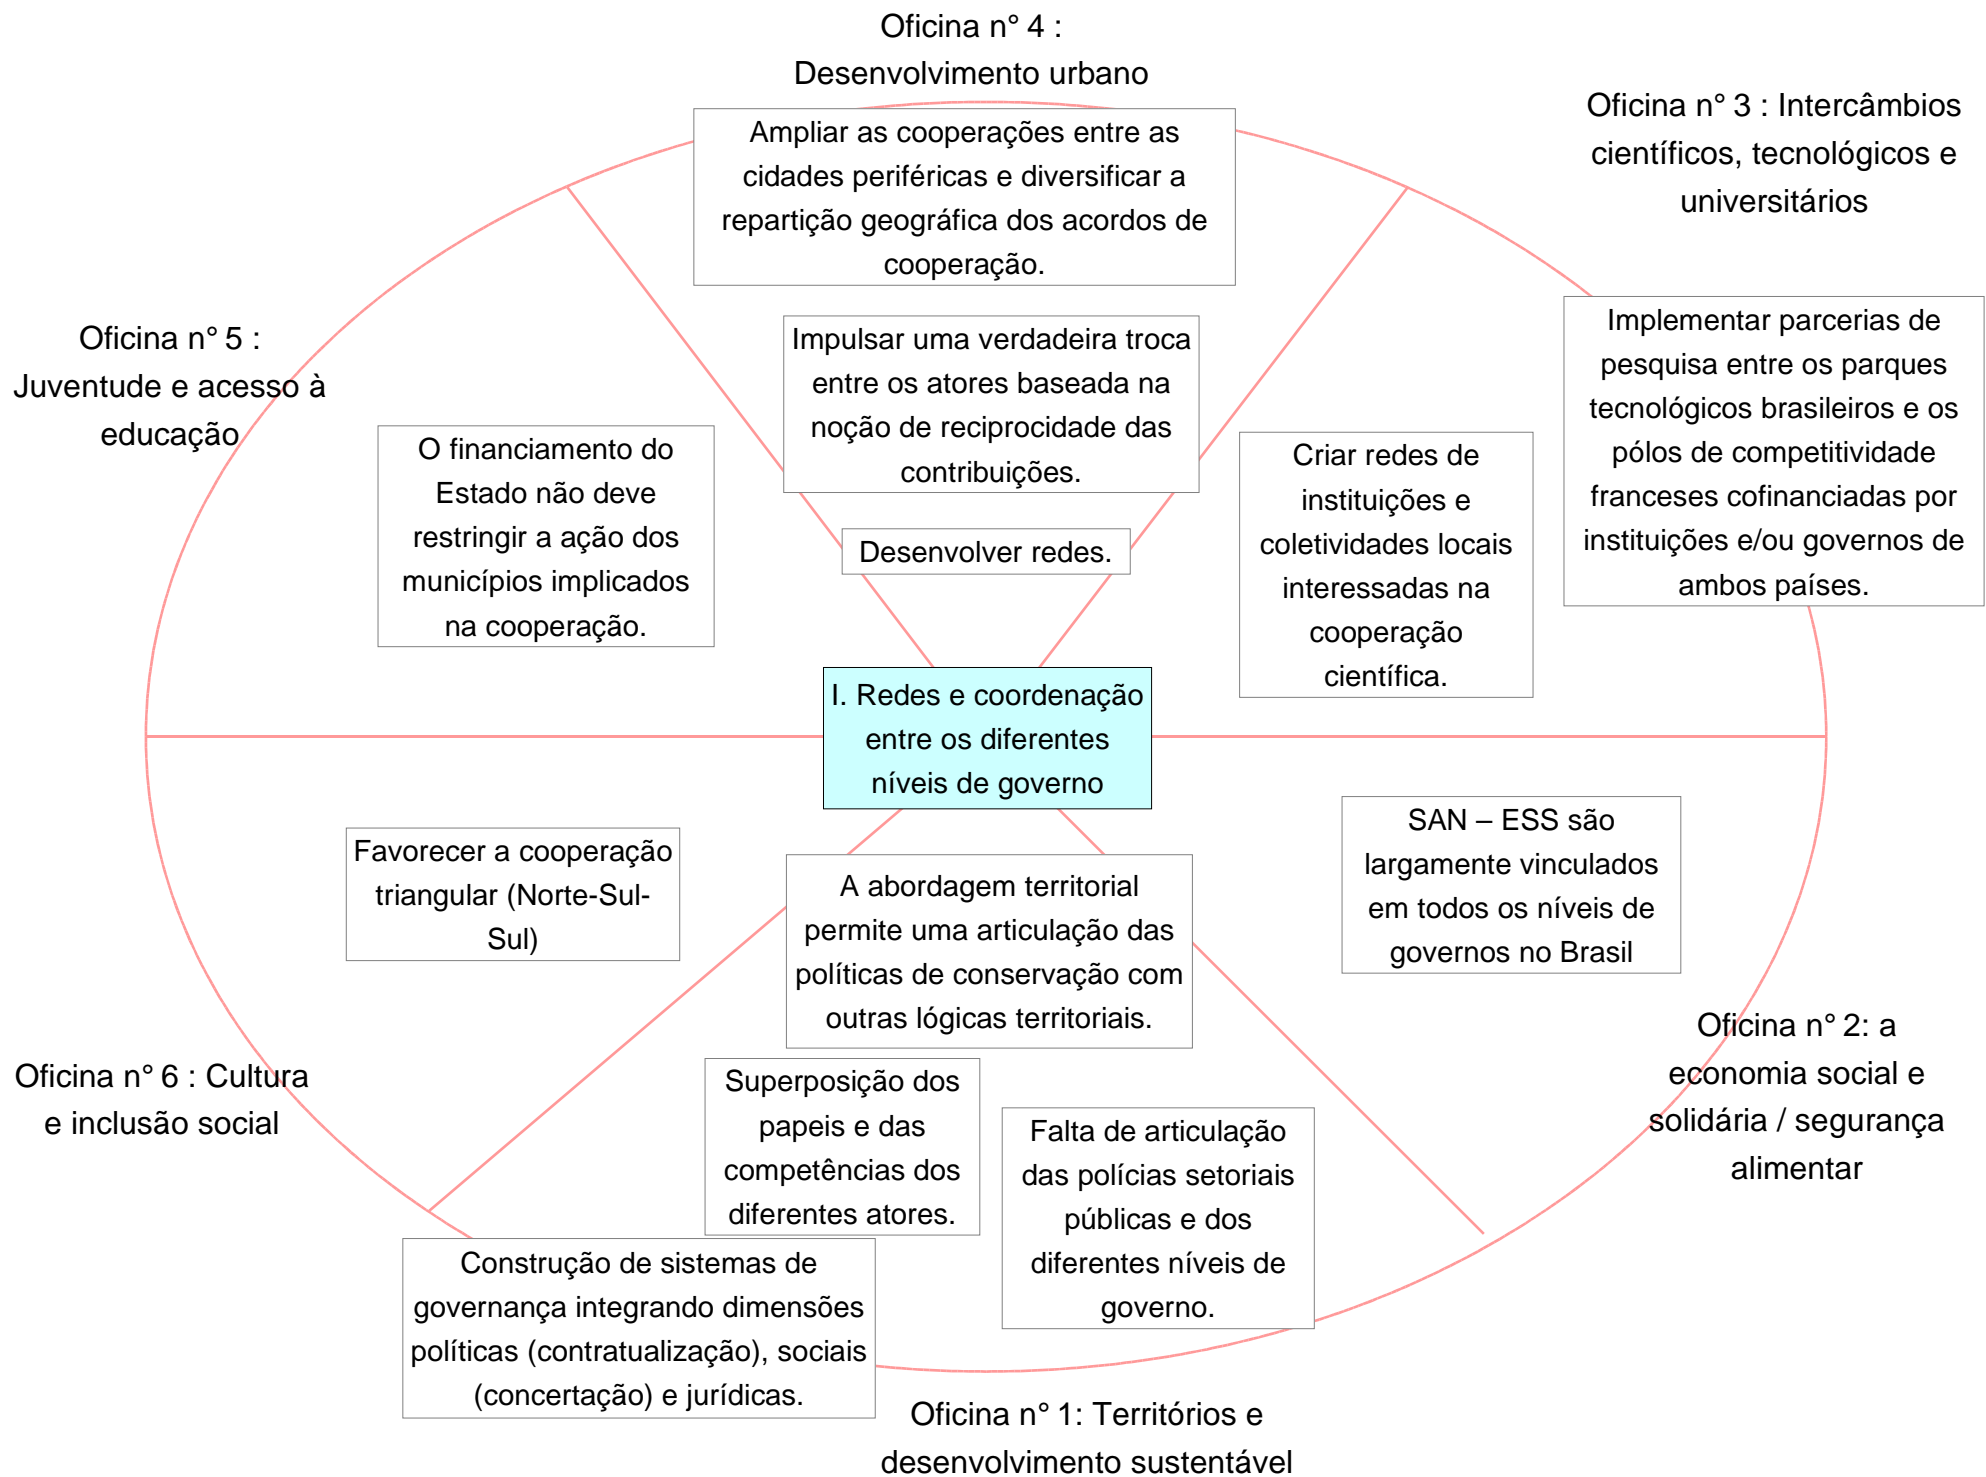 Oficina n° 4 :
Desenvolvimento urbano
Ampliar as cooperações entre as
cidades periféricas e diversificar a
repartição geográfica dos acordos de
cooperação.
Impulsar uma verdadeira troca
entre os atores baseada na
noção de reciprocidade das
contribuições.
Desenvolver redes.
Oficina n° 3 : Intercâmbios
científicos, tecnológicos e
universitários
Implementar parcerias de
pesquisa entre os parques
tecnológicos brasileiros e os
pólos de competitividade
franceses cofinanciadas por
instituições e/ou governos de
ambos países.
Criar redes de
instituições e
coletividades locais
interessadas na
cooperação
científica.
Oficina n° 5 :
Juventude e acesso à
educação
O financiamento do
Estado não deve
restringir a ação dos
municípios implicados
na cooperação.
I. Redes e coordenação
entre os diferentes
níveis de governo
SAN – ESS são
largamente vinculados
em todos os níveis de
governos no Brasil
Oficina n° 2: a
economia social e
solidária / segurança
alimentar
Favorecer a cooperação
triangular (Norte-Sul-
Sul)
Oficina n° 6 : Cultura
e inclusão social
A abordagem territorial
permite uma articulação das
políticas de conservação com
outras lógicas territoriais.
Superposição dos
papeis e das
competências dos
diferentes atores.
Falta de articulação
das polícias setoriais
públicas e dos
diferentes níveis de
governo.
Construção de sistemas de
governança integrando dimensões
políticas (contratualização), sociais
(concertação) e jurídicas.
Oficina n° 1: Territórios e
desenvolvimento sustentável